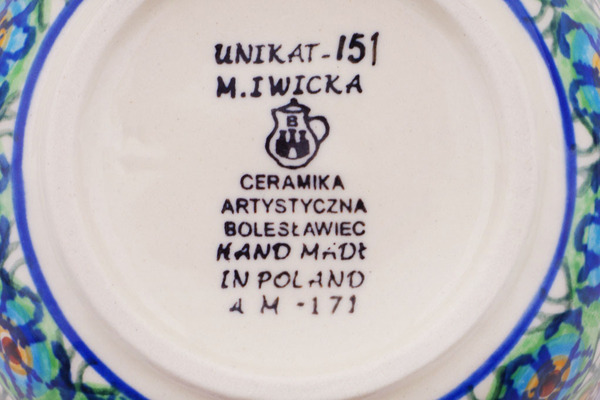 UNIKAT-151
M.IWICKA
B
CERAMIKA
ARTYSTYCZNA
BOLESŁAWIEC
HAND MADE
IN POLAND
A M -171